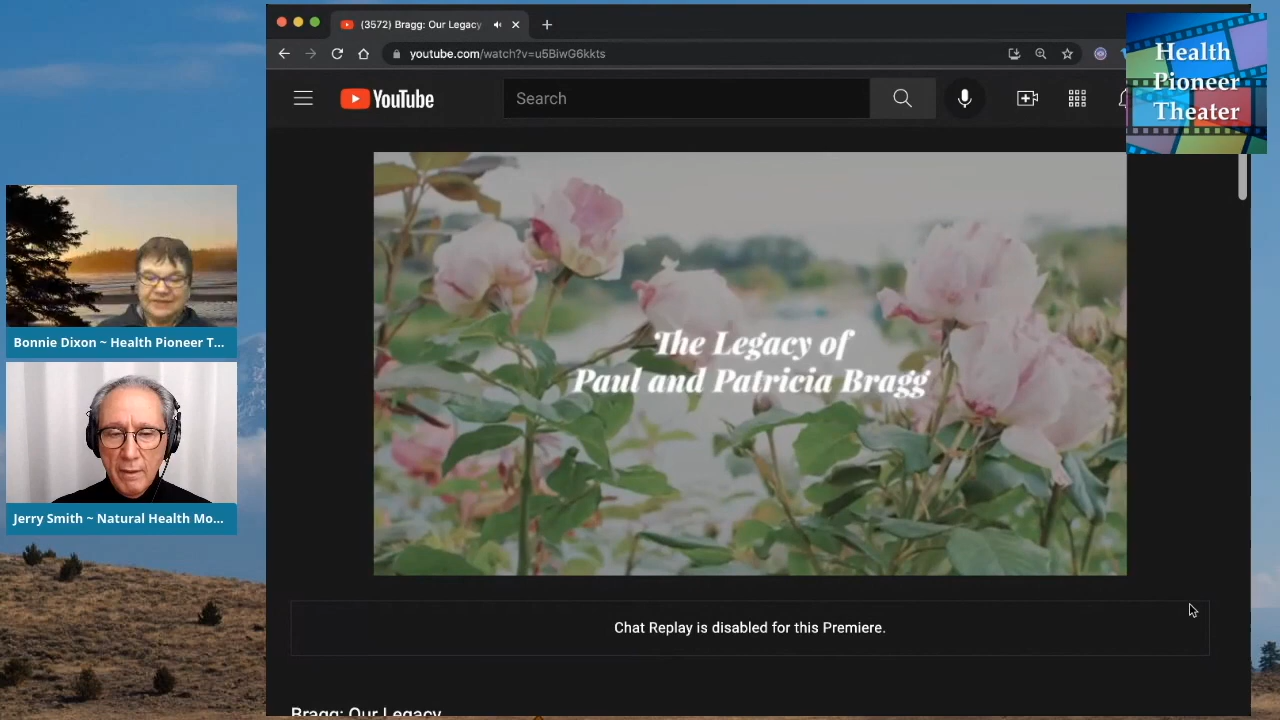 (3572) Bragg: Our Legacy
youtube.com/watch?v=u5BiwG6kkts
YouTube
Search
Health
Pioneer
Theater
The Legacy of
Paul and Patricia Bragg
Bonnie Dixon ~ Health Pioneer T...
Jerry Smith ~ Natural Health Mo...
Chat Replay is disabled for this Premiere.
Bragg: Our Legacy